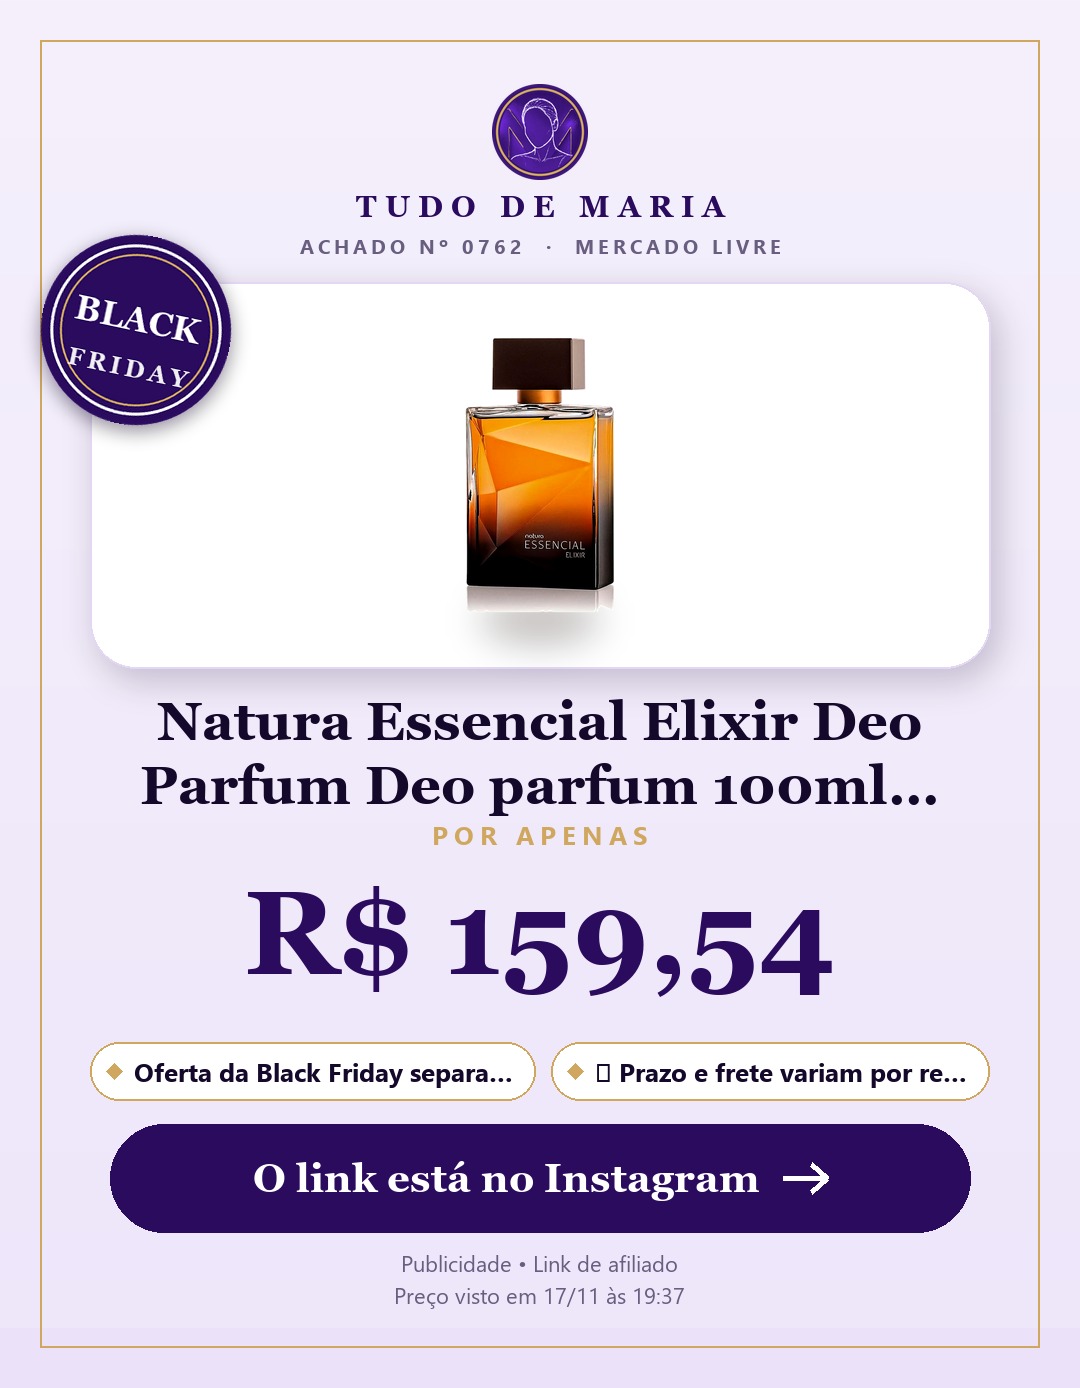 TUDO DE MARIA
ACHADO Nº 0762 · MERCADO LIVRE
BLACK
FRIDAY
natura
ESSENCIAL
ELIXIR
Natura Essencial Elixir Deo
Parfum Deo parfum 100ml...
POR APENAS
R$ 159,54
Oferta da Black Friday separa...
Prazo e frete variam por re...
O link está no Instagram →
Publicidade • Link de afiliado
Preço visto em 17/11 às 19:37